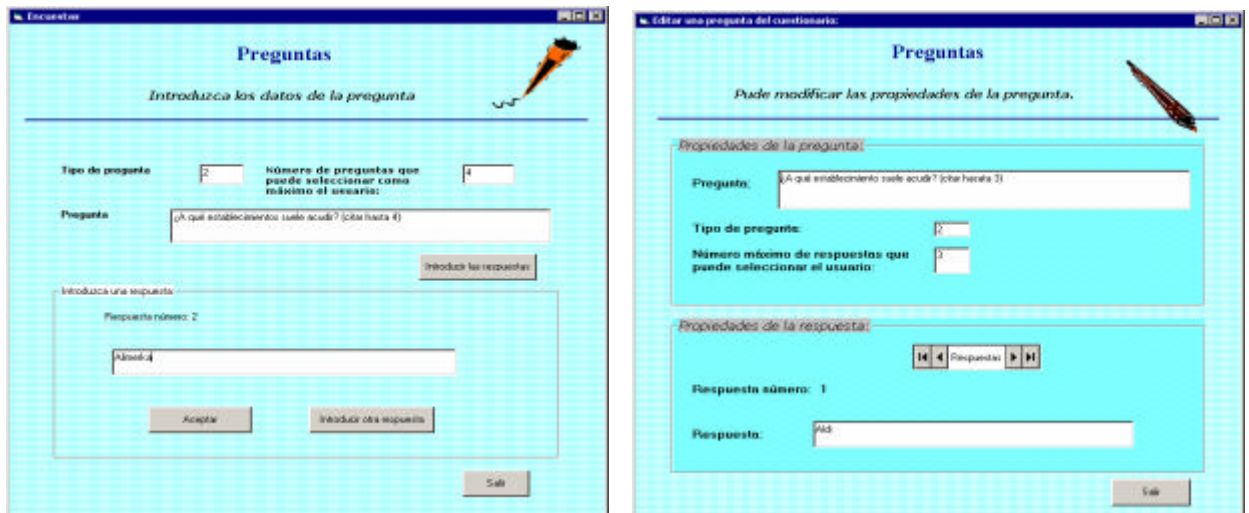 Encuestas
Preguntas
Introduzca los datos de la pregunta
Tipo de pregunta
2
Número de preguntas que
puede seleccionar como
máximo el usuario:
4
Pregunta
¿A qué establecimientos suele acudir? (citar hasta 4)
Introducir las respuestas
Introduzca una respuesta:
Respuesta número: 2
Alimerka
Aceptar
Introducir otra respuesta
Salir
Editar una pregunta del cuestionario:
Preguntas
Pude modificar las propiedades de la pregunta.
Propiedades de la pregunta:
Pregunta:
¿A qué establecimiento suele acudir? (citar hasata 3)
Tipo de pregunta:
2
Número máximo de respuestas que
puede seleccionar el usuario:
3
Propiedades de la respuesta:
Respuestas
Respuesta número: 1
Respuesta:
Aldi
Salir